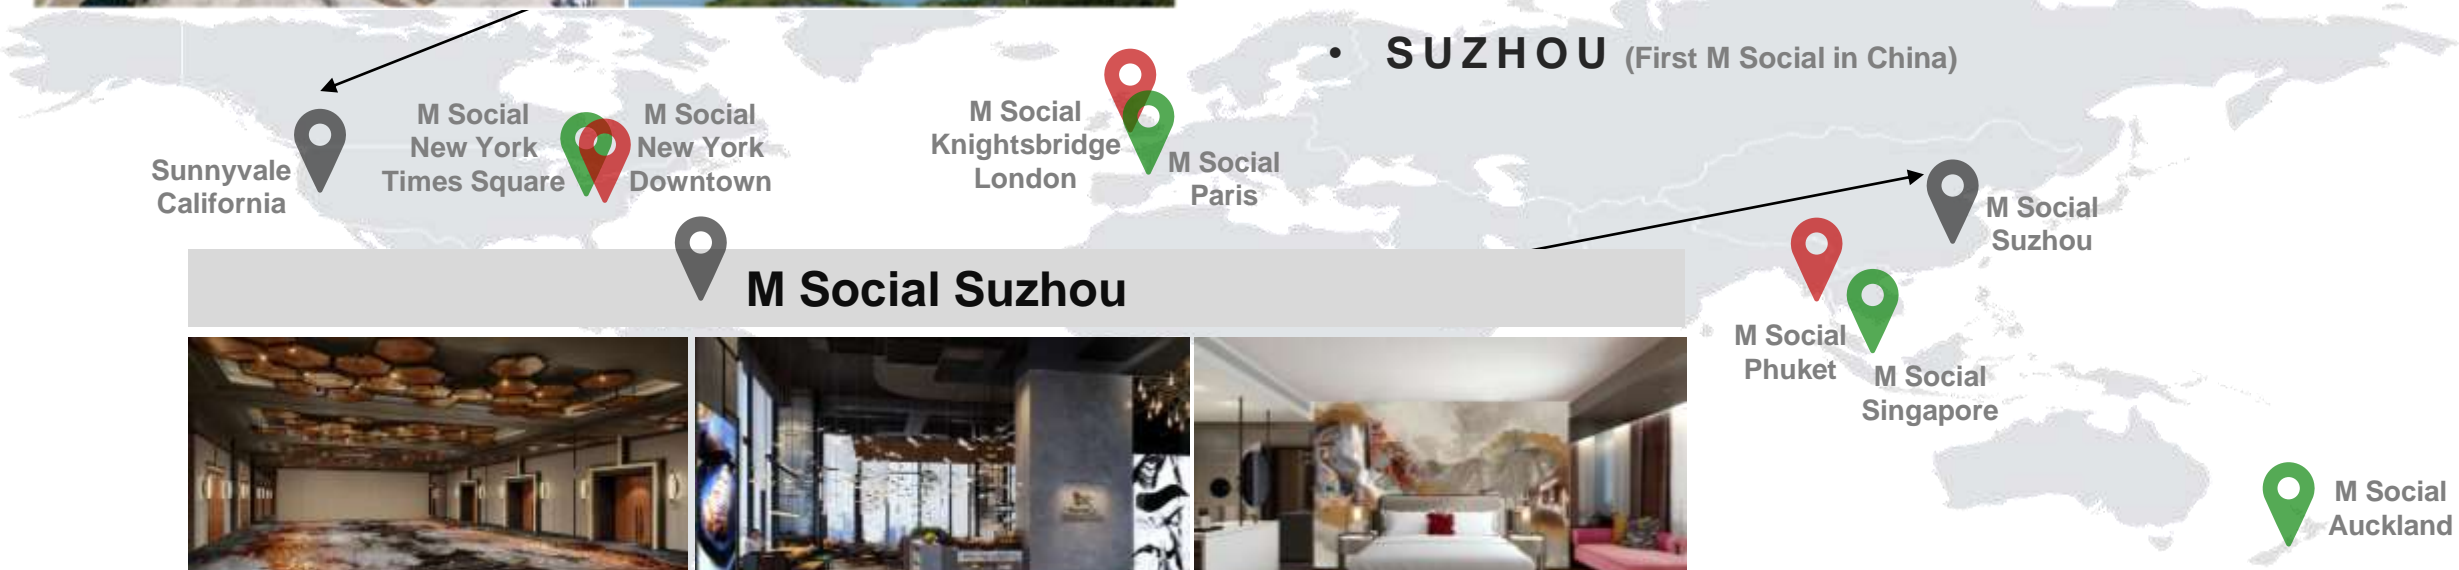 • SUZHOU (First M Social in China)
M Social
New York
Times Square
M Social
New York
Downtown
M Social
Knightsbridge
London
M Social
Paris
Sunnyvale
California
M Social
Suzhou
M Social Suzhou
M Social
Phuket
M Social
Singapore
M Social
Auckland